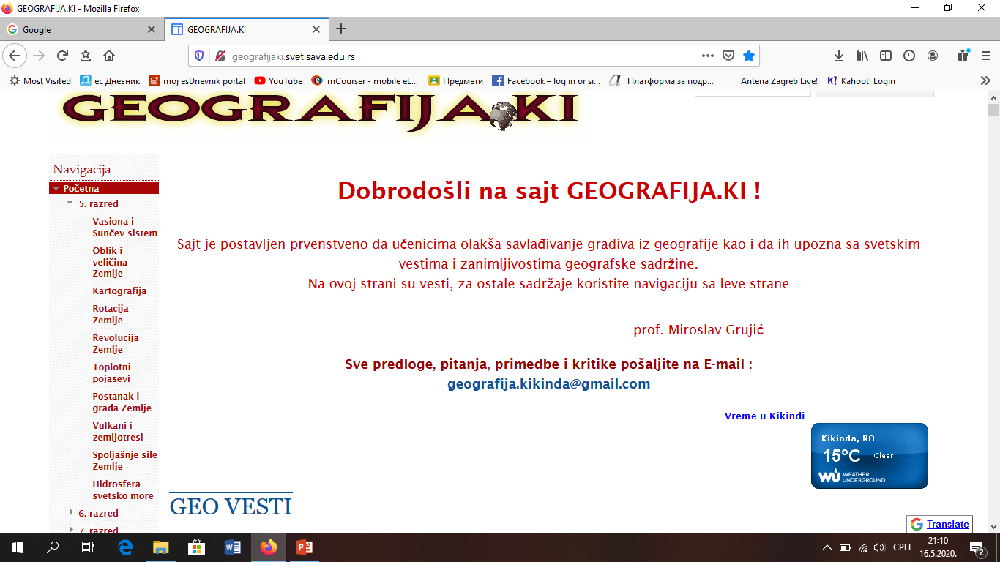 GEOGRAFIJA.KI - Mozilla Firefox
Google
GEOGRAFIJA.KI
geografijaki.svetisava.edu.rs
Most Visited
ес Дневник
moj esDnevnik portal
YouTube
mCourser - mobile eL...
Предмети
Facebook – log in or si...
Платформа за подр...
Antena Zagreb Live!
Kahoot! Login
GEOGRAFIJA.KI
Navigacija
Početna
5. razred
Vasiona i
Sunčev sistem
Oblik i
veličina
Zemlje
Kartografija
Rotacija
Zemlje
Revolucija
Zemlje
Toplotni
pojasevi
Postanak i
građa Zemlje
Vulkani i
zemljotresi
Spoljašnje sile
Zemlje
Hidrosfera
svetsko more
6. razred
7. razred
Dobrodošli na sajt GEOGRAFIJA.KI !
Sajt je postavljen prvenstveno da učenicima olakša savlađivanje gradiva iz geografije kao i da ih upozna sa svetskim
vestima i zanimljivostima geografske sadržine.
Na ovoj strani su vesti, za ostale sadržaje koristite navigaciju sa leve strane
prof. Miroslav Grujić
Sve predloge, pitanja, primedbe i kritike pošaljite na E-mail :
geografija.kikinda@gmail.com
Vreme u Kikindi
Kikinda, RO
15°C Clear
WEATHER
UNDERGROUND
GEO VESTI
Translate
СРП
21:10
16.5.2020.
2